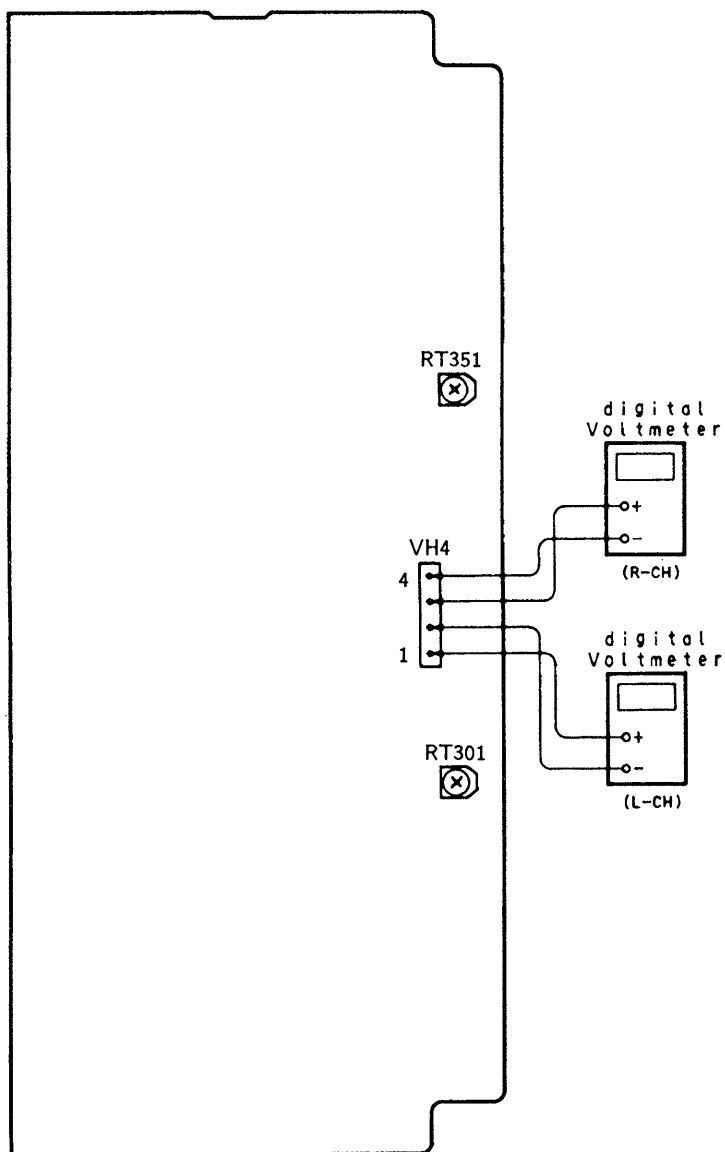 RT351
digital
Voltmeter
+
−
(R-CH)
VH4
4
1
digital
Voltmeter
+
−
(L-CH)
RT301